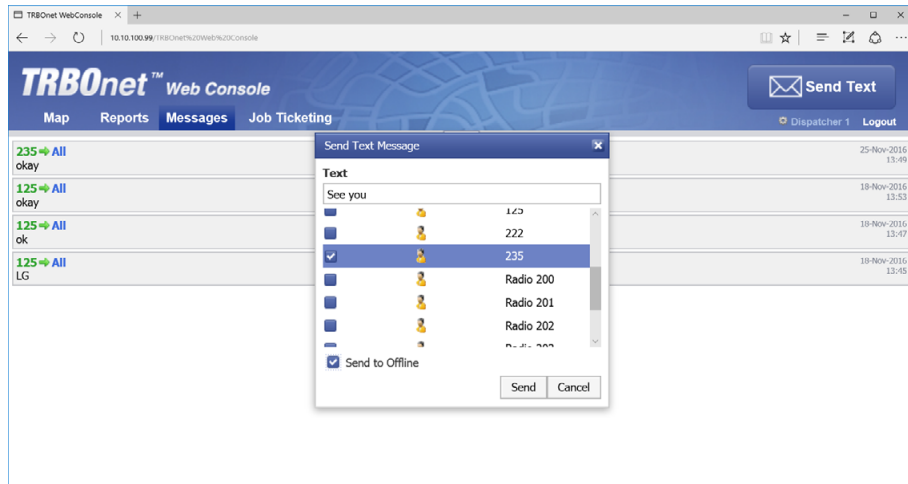 TRBOnet WebConsole
10.10.100.99/TRBOnet%20Web%20Console
TRBOnet™ Web Console
Send Text
Map Reports Messages Job Ticketing
Dispatcher 1 Logout
235 All
okay
25-Nov-2016
13:49
125 All
okay
18-Nov-2016
13:53
125 All
ok
18-Nov-2016
13:47
125 All
LG
18-Nov-2016
13:45
Send Text Message
Text
See you
125
222
235
Radio 200
Radio 201
Radio 202
Send to Offline
Send Cancel